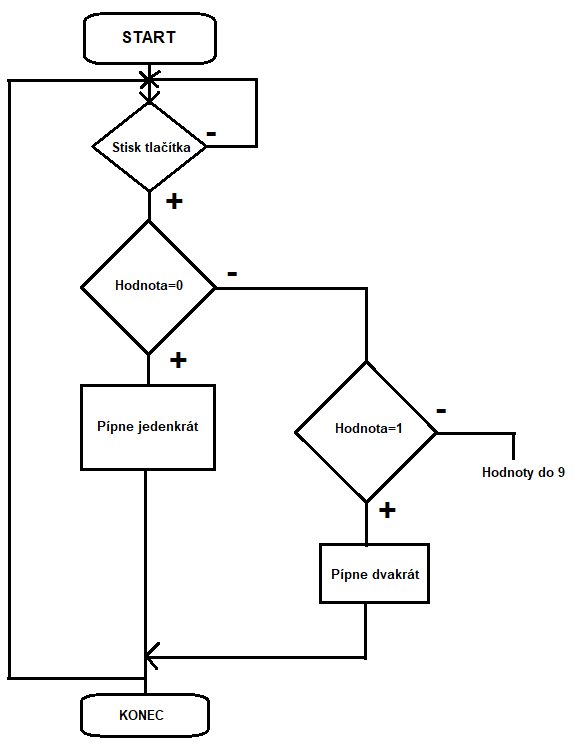 START
Stisk tlačítka
-
+
Hodnota=0
-
+
Pípne jedenkrát
Hodnota=1
-
Hodnoty do 9
+
Pípne dvakrát
KONEC